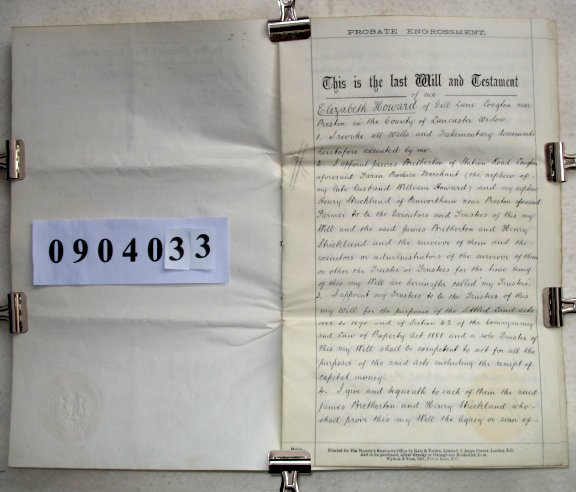 0904033
PROBATE ENGROSSMENT.
This is the last Will and Testament
of me
Elizabeth Howard of Gill Lane Longton near
Preston in the County of Lancaster Widow.
1. I revoke all Wills and Testamentary documents
heretofore executed by me.
2. I appoint James Bretherton of Station Road Longton
aforesaid Farm Produce Merchant (the nephew of
my late husband William Howard) and my nephew
Henry Strickland of Penwortham near Preston aforesaid
Farmer to be the Executors and Trustees of this my
Will and the said James Bretherton and Henry
Strickland and the survivor of them and the
executors or administrators of the survivor of them
or other the Trustee or Trustees for the time being
of this my Will are hereinafter called my Trustees.
3. I appoint my Trustees to be the Trustees of this
my Will for the purposes of the Settled Land Acts
1882 to 1890 and of Section 42 of the Conveyancing
and Law of Property Act 1881 and a sole Trustee of
this my Will shall be competent to act for all the
purposes of the said Acts including the receipt of
capital money.
4. I give and bequeath to each of them the said
James Bretherton and Henry Strickland who
shall prove this my Will the legacy or sum of
Printed for His Majesty's Stationery Office by